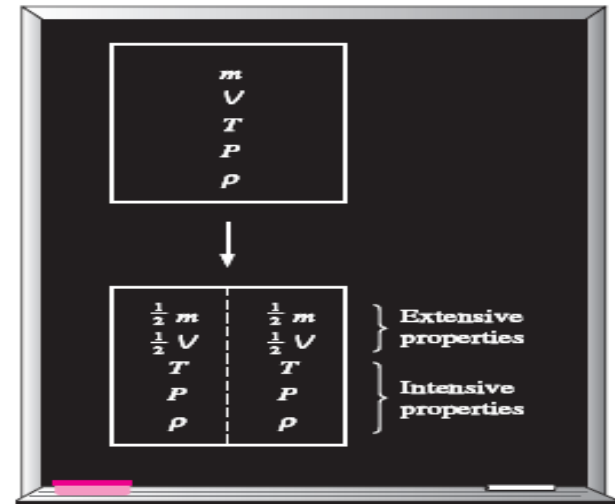 m
V
T
P
ρ
½ m ½ m
½ V ½ V
Extensive properties
T T
P P
ρ ρ
Intensive properties